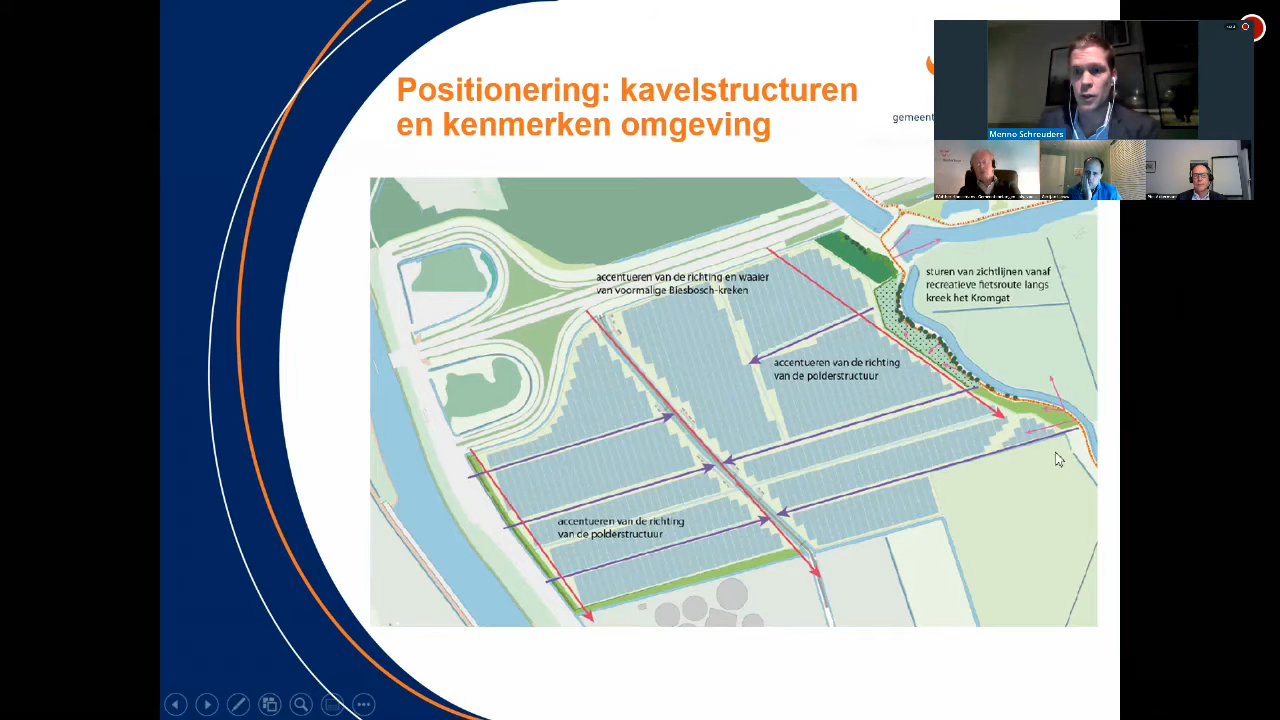 Positionering: kavelstructuren
en kenmerken omgeving
gemeent
Menno Schreuders
accentueren van de richting en waaier
van voormalige Biesbosch-kreken
sturen van zichtlijnen vanaf
recreatieve fietsroute langs
kreek het Kromgat
accentueren van de richting
van de polderstructuur
accentueren van de richting
van de polderstructuur